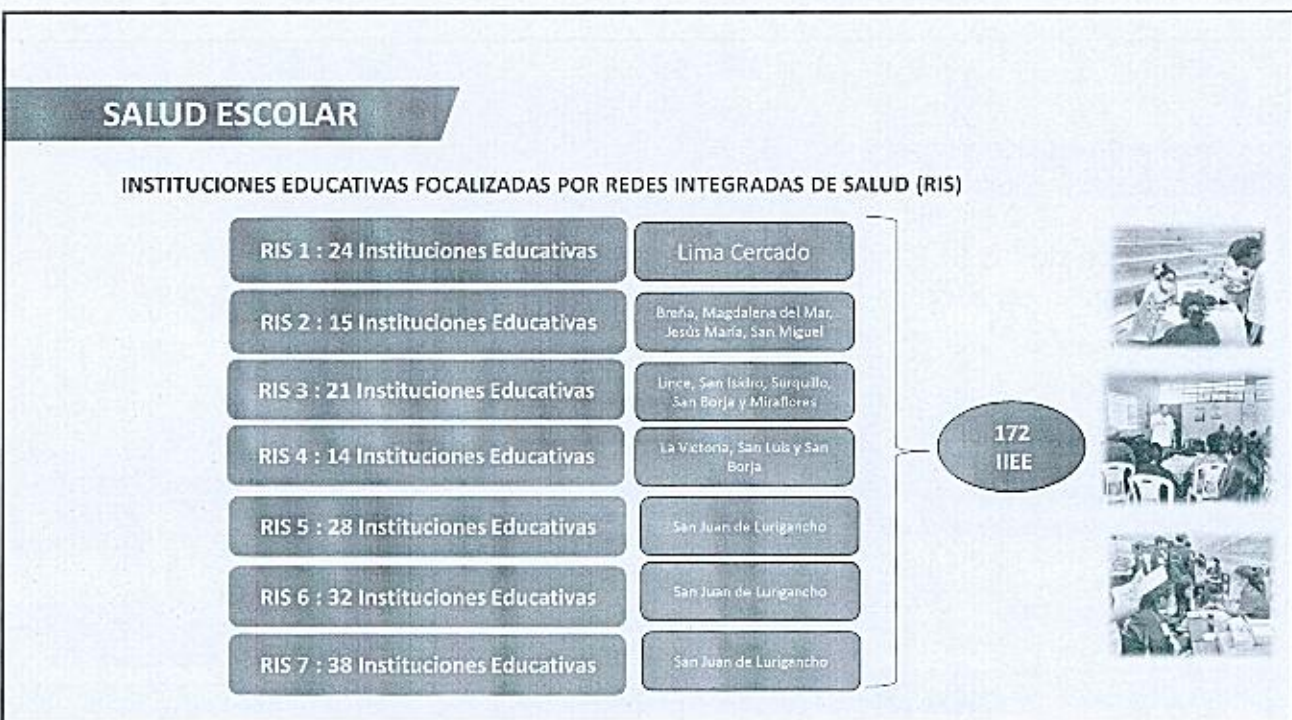 SALUD ESCOLAR
INSTITUCIONES EDUCATIVAS FOCALIZADAS POR REDES INTEGRADAS DE SALUD (RIS)
RIS 1 : 24 Instituciones Educativas
Lima Cercado
RIS 2 : 15 Instituciones Educativas
Breña, Magdalena del Mar,
Jesús María, San Miguel
RIS 3 : 21 Instituciones Educativas
Lince, San Isidro, Surquillo,
San Borja y Miraflores
RIS 4 : 14 Instituciones Educativas
La Victoria, San Luis y San
Borja
RIS 5 : 28 Instituciones Educativas
San Juan de Lurigancho
RIS 6 : 32 Instituciones Educativas
San Juan de Lurigancho
RIS 7 : 38 Instituciones Educativas
San Juan de Lurigancho
172
IIEE